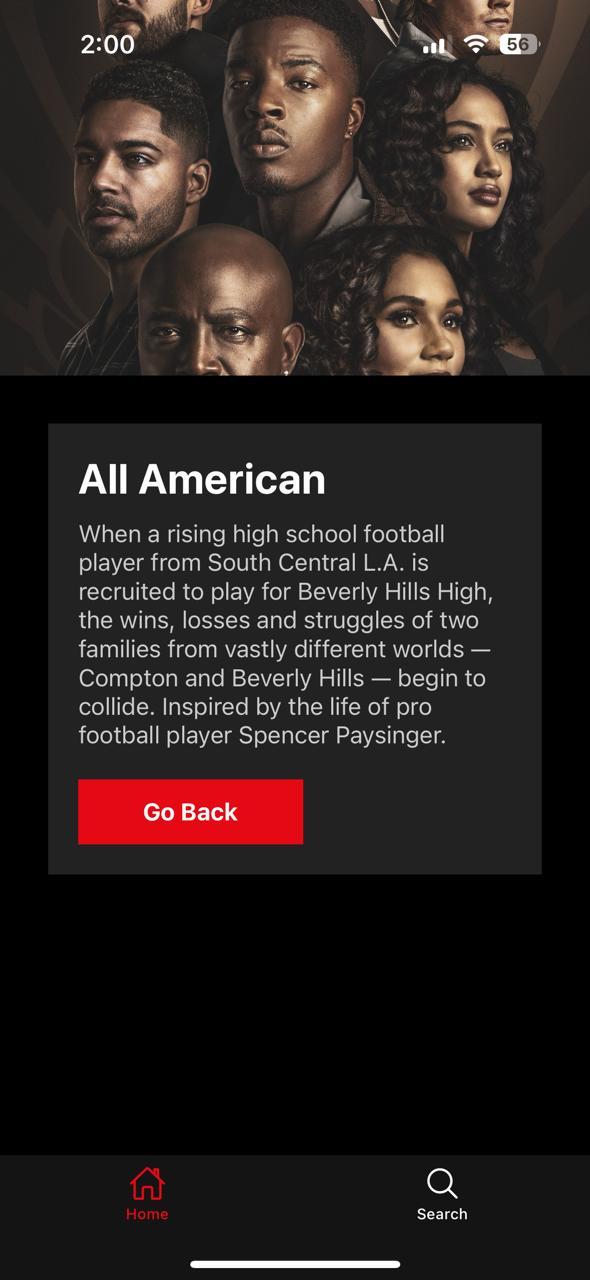 2:00
56
All American
When a rising high school football
player from South Central L.A. is
recruited to play for Beverly Hills High,
the wins, losses and struggles of two
families from vastly different worlds —
Compton and Beverly Hills — begin to
collide. Inspired by the life of pro
football player Spencer Paysinger.
Go Back
Home
Search